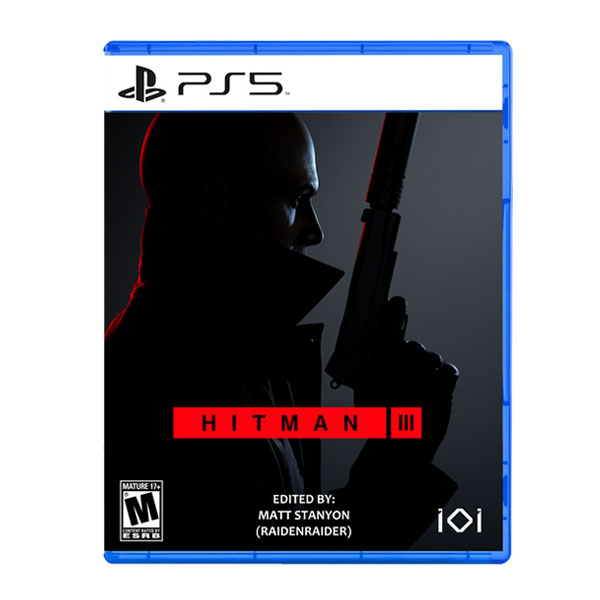 PS5
HITMAN III
MATURE 17+
M
CONTENT RATED BY
ESRB
EDITED BY:
MATT STANYON
(RAIDENRAIDER)
IOI